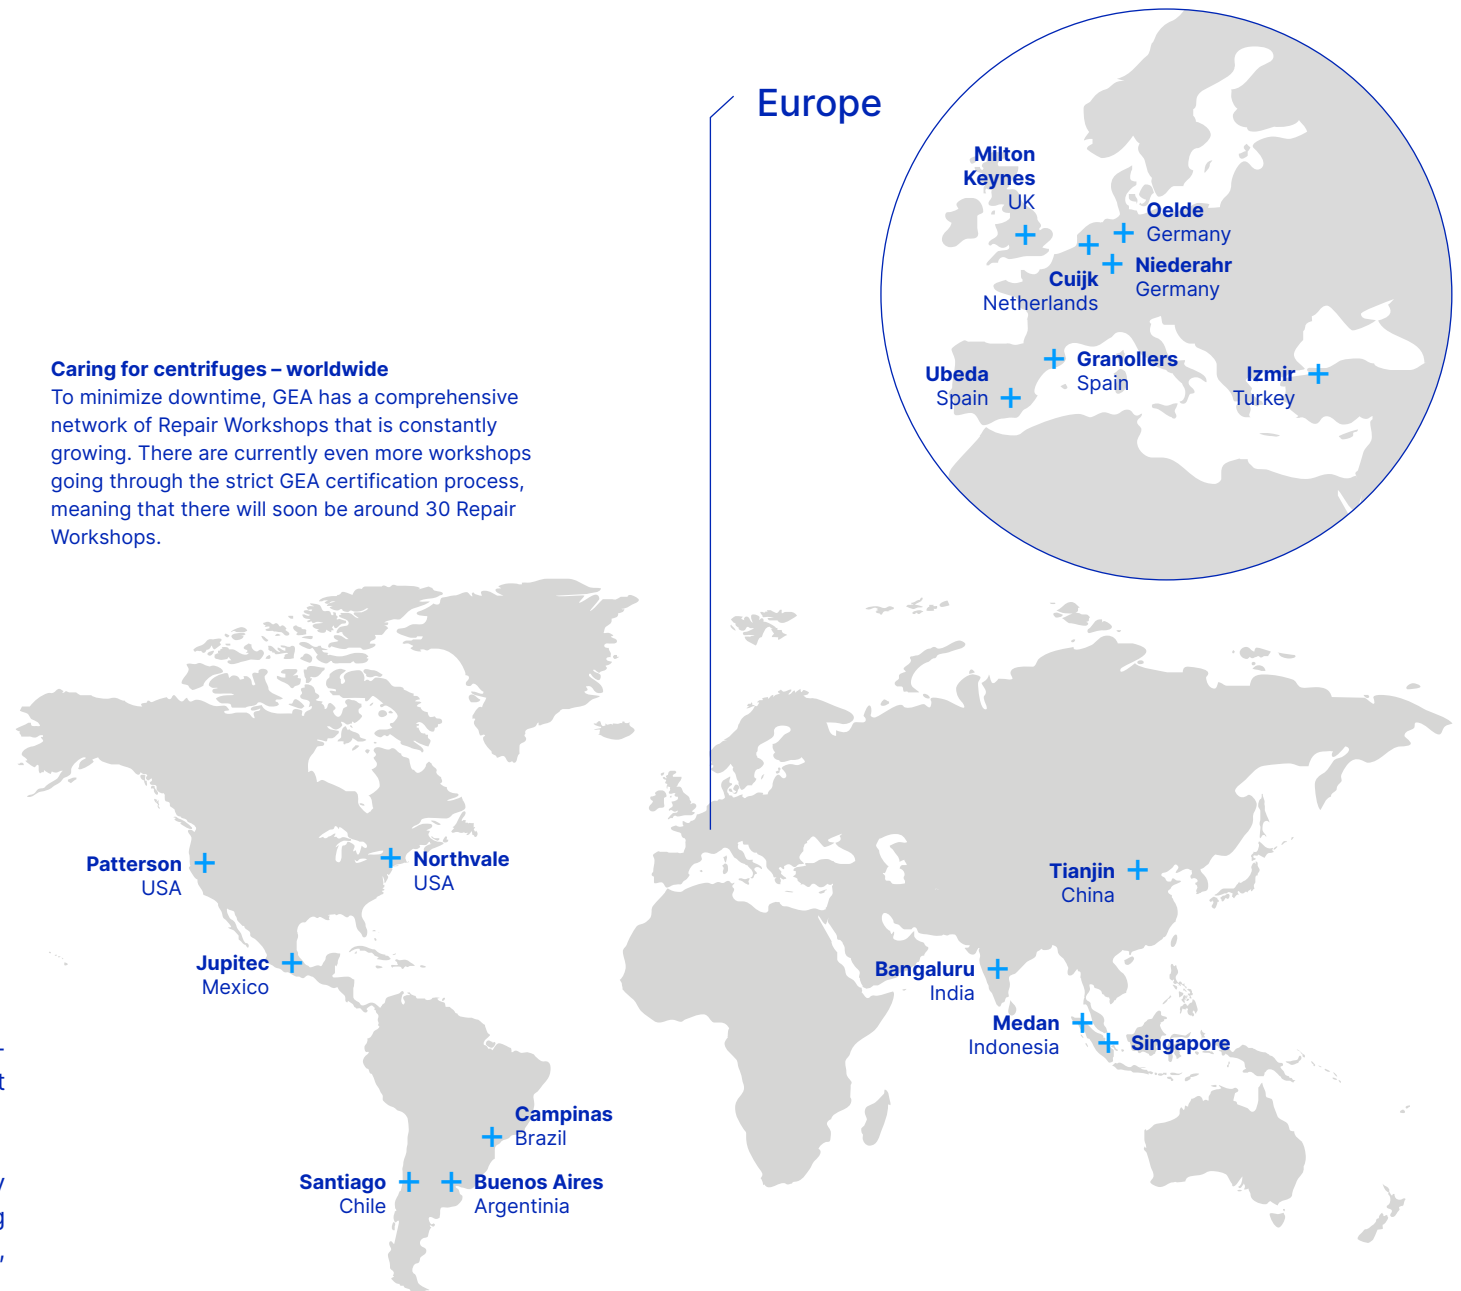 Europe
Milton
Keynes
UK
Oelde
Germany
Niederahr
Germany
Cuijk
Netherlands
Granollers
Spain
Ubeda
Spain
Izmir
Turkey
Caring for centrifuges – worldwide
To minimize downtime, GEA has a comprehensive
network of Repair Workshops that is constantly
growing. There are currently even more workshops
going through the strict GEA certification process,
meaning that there will soon be around 30 Repair
Workshops.
Patterson
USA
Northvale
USA
Tianjin
China
Jupitec
Mexico
Bangaluru
India
Medan
Indonesia
Singapore
Campinas
Brazil
Santiago
Chile
Buenos Aires
Argentinia